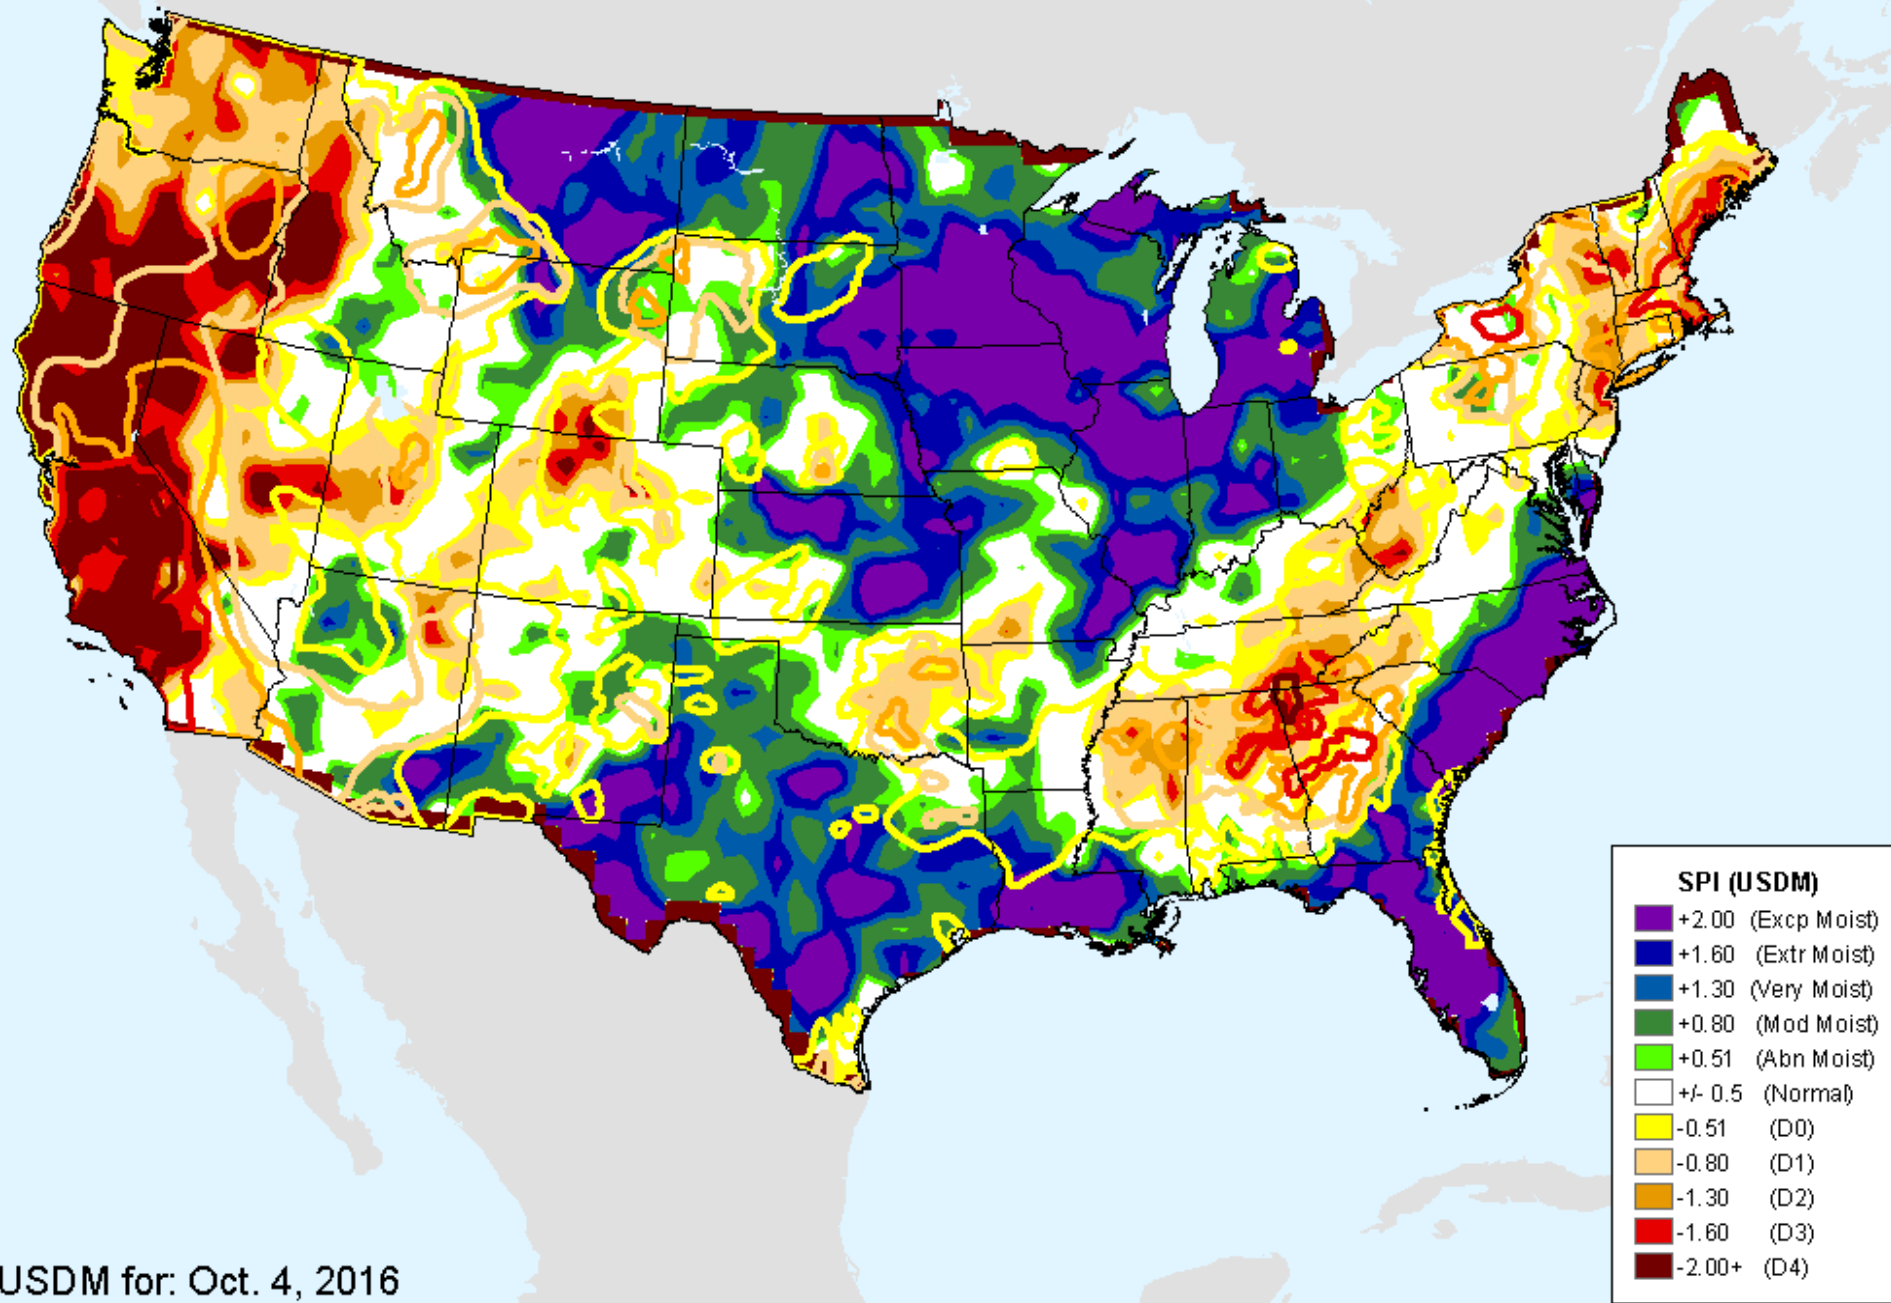 SPI (USDM)
+2.00 (Excp Moist)
+1.60 (Extr Moist)
+1.30 (Very Moist)
+0.80 (Mod Moist)
+0.51 (Abn Moist)
+/- 0.5 (Normal)
-0.51 (D0)
-0.80 (D1)
-1.30 (D2)
-1.60 (D3)
-2.00+ (D4)
USDM for: Oct. 4, 2016